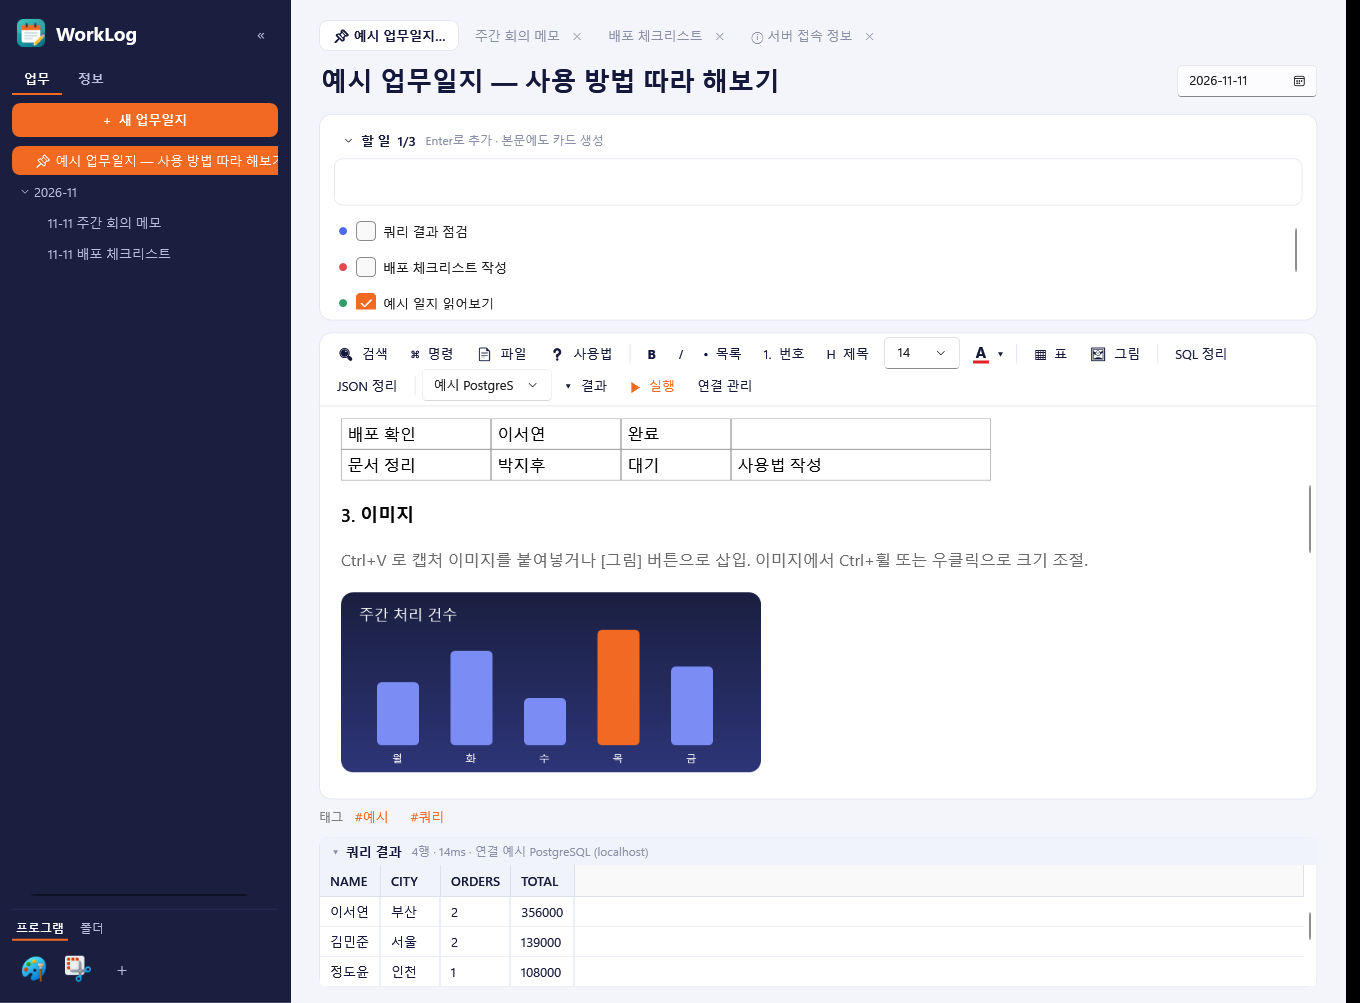 WorkLog «
업무 정보
+ 새 업무일지
예시 업무일지 — 사용 방법 따라 해보
2026-11
11-11 주간 회의 메모
11-11 배포 체크리스트
프로그램 폴더
+
예시 업무일지... 주간 회의 메모 × 배포 체크리스트 × 서버 접속 정보 ×
예시 업무일지 — 사용 방법 따라 해보기
2026-11-11
할 일 1/3 Enter로 추가 · 본문에도 카드 생성
쿼리 결과 점검
배포 체크리스트 작성
예시 일지 읽어보기
검색 ⌘ 명령 파일 ? 사용법 B / • 목록 1. 번호 H 제목 14 A ▦ 표 그림 SQL 정리
JSON 정리 예시 PostgreS ▾ 결과 ▶ 실행 연결 관리
배포 확인 이서연 완료
문서 정리 박지후 대기 사용법 작성
3. 이미지
Ctrl+V 로 캡처 이미지를 붙여넣거나 [그림] 버튼으로 삽입. 이미지에서 Ctrl+휠 또는 우클릭으로 크기 조절.
주간 처리 건수
월 화 수 목 금
태그 #예시 #쿼리
쿼리 결과 4행 · 14ms · 연결 예시 PostgreSQL (localhost)
NAME CITY ORDERS TOTAL
이서연 부산 2 356000
김민준 서울 2 139000
정도윤 인천 1 108000